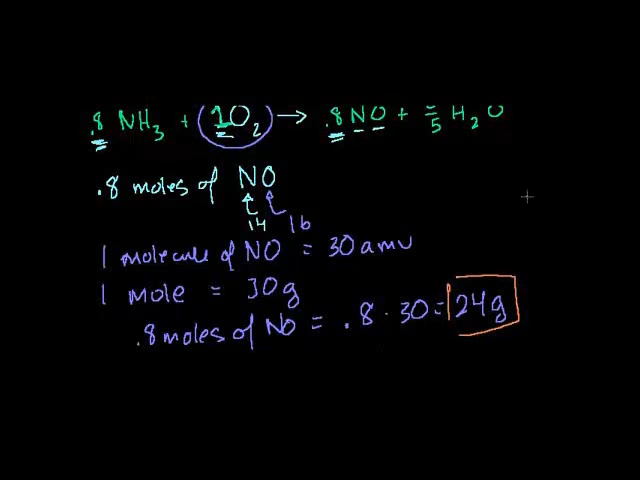 .8 NH3 + 1O2 → .8 NO + 5 H2O
.8 moles of NO
14 16
1 molecule of NO = 30 amu
1 mole = 30g
.8 moles of NO = .8 · 30 = 24g